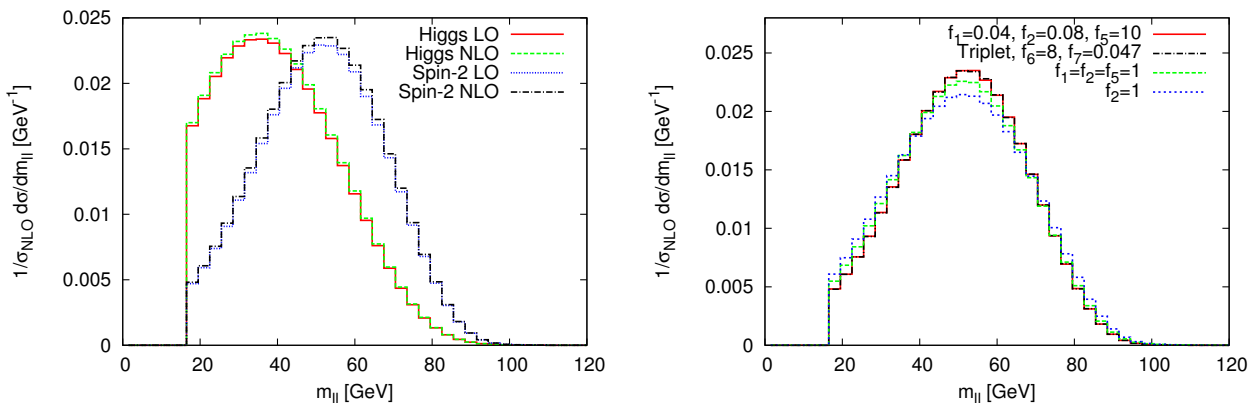 1/σNLO dσ/dmll [GeV-1]
0.025
0.02
0.015
0.01
0.005
0
0 20 40 60 80 100 120
mll [GeV]
Higgs LO
Higgs NLO
Spin-2 LO
Spin-2 NLO
1/σNLO dσ/dmll [GeV-1]
0.025
0.02
0.015
0.01
0.005
0
0 20 40 60 80 100 120
mll [GeV]
f1=0.04, f2=0.08, f5=10
Triplet, f6=8, f7=0.047
f1=f2=f5=1
f2=1